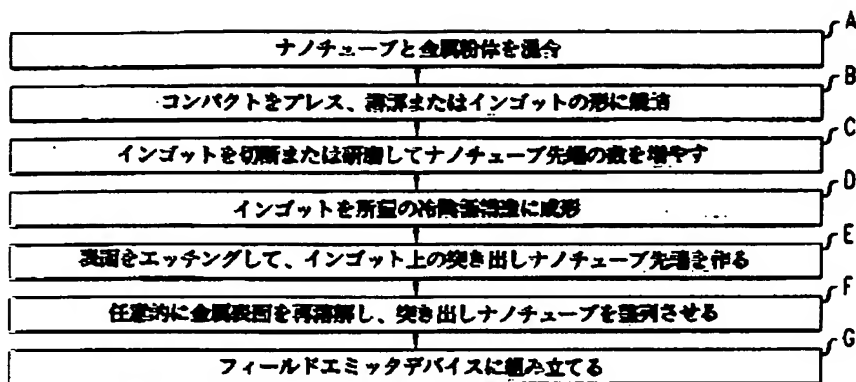 A
ナノチューブと金属粉体を混合
B
コンパクトをプレス、またはインゴットの形に
C
インゴットを切断または研磨してナノチューブ先端の数を増やす
D
インゴットを所望の冷陰極構造に成形
E
表面をエッチングして、インゴット上の突き出しナノチューブ先端を作る
F
任意的に金属表面を再溶解し、突き出しナノチューブを整列させる
G
フィールドエミッタデバイスに組み立てる